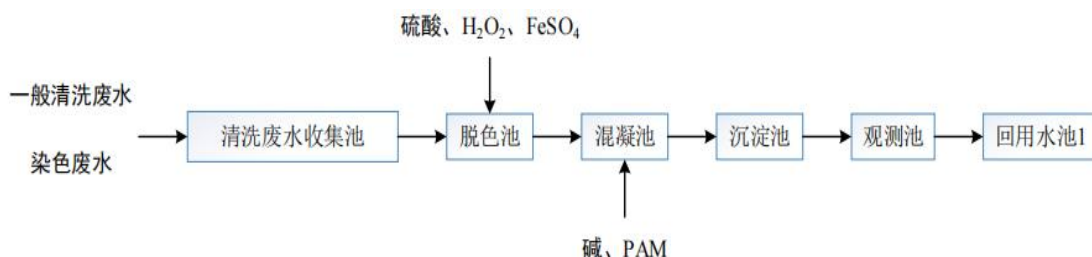 硫酸、H₂O₂、FeSO₄
一般清洗废水
染色废水
清洗废水收集池
脱色池
混凝池
沉淀池
观测池
回用水池1
碱、PAM